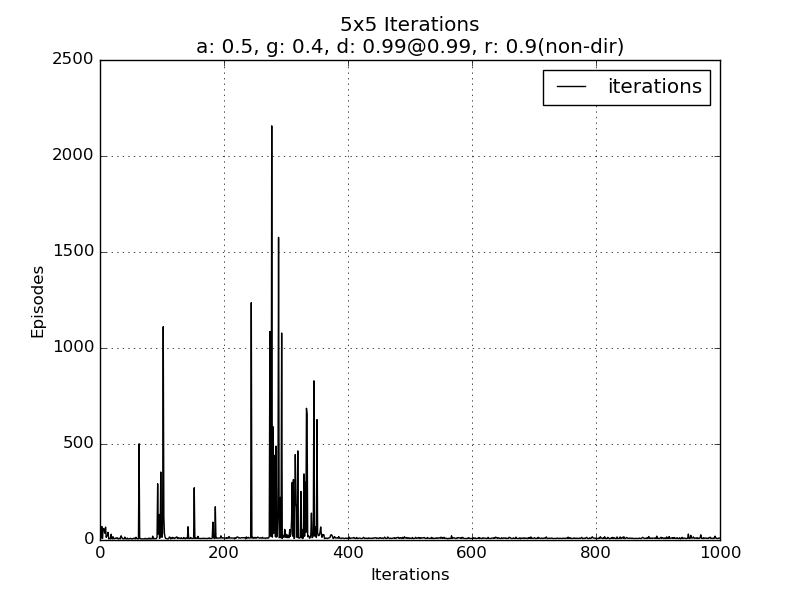 5x5 Iterations
a: 0.5, g: 0.4, d: 0.99@0.99, r: 0.9(non-dir)
iterations
2500
2000
1500
1000
500
0
Episodes
0 200 400 600 800 1000
Iterations